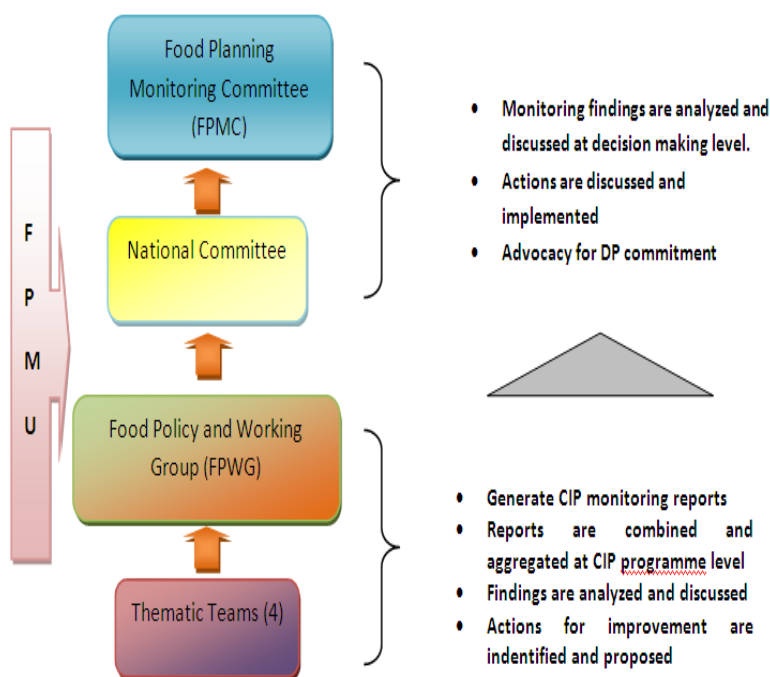 Food Planning
Monitoring Committee
(FPMC)
National Committee
F
P
M
U
Food Policy and Working
Group (FPWG)
Thematic Teams (4)
• Monitoring findings are analyzed and
discussed at decision making level.
• Actions are discussed and
implemented
• Advocacy for DP commitment
• Generate CIP monitoring reports
• Reports are combined and
aggregated at CIP programme level
• Findings are analyzed and discussed
• Actions for improvement are
indentified and proposed